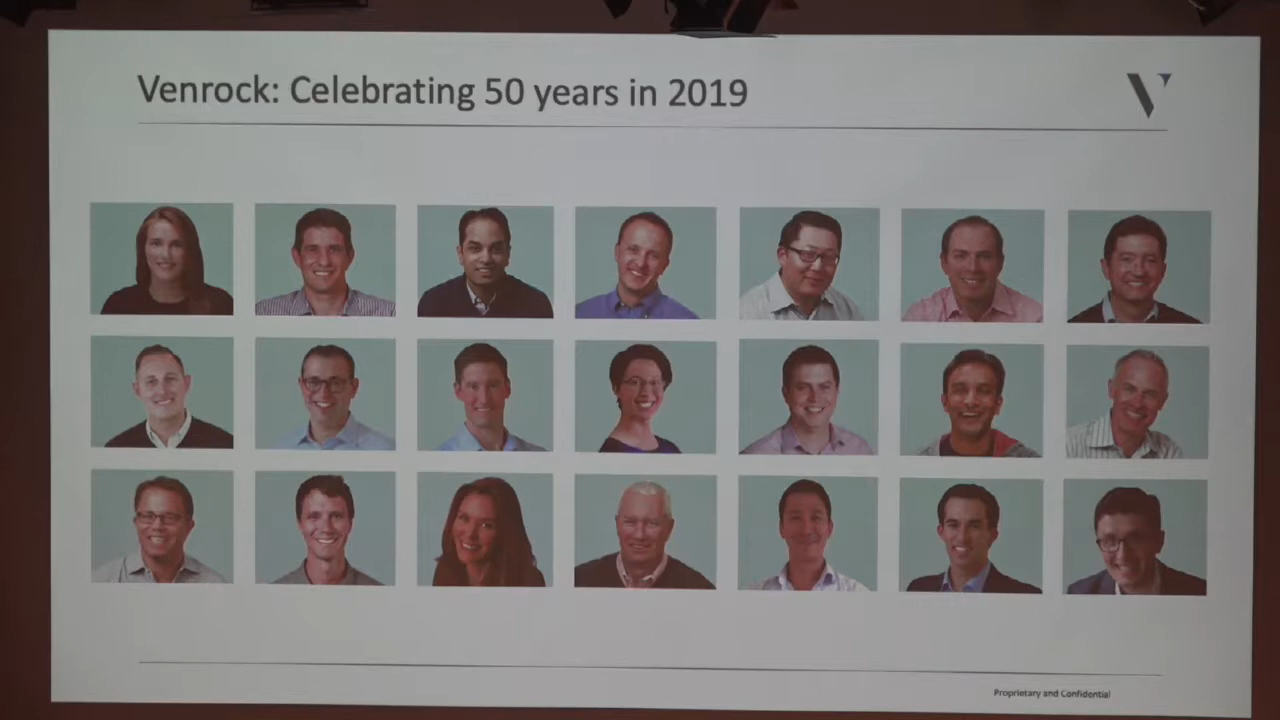 Venrock: Celebrating 50 years in 2019
Proprietary and Confidential